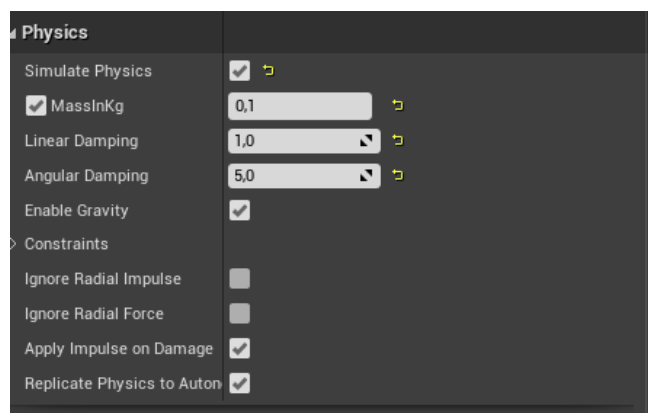 Physics
Simulate Physics
MassInKg 0,1
Linear Damping 1,0
Angular Damping 5,0
Enable Gravity
Constraints
Ignore Radial Impulse
Ignore Radial Force
Apply Impulse on Damage
Replicate Physics to Auton